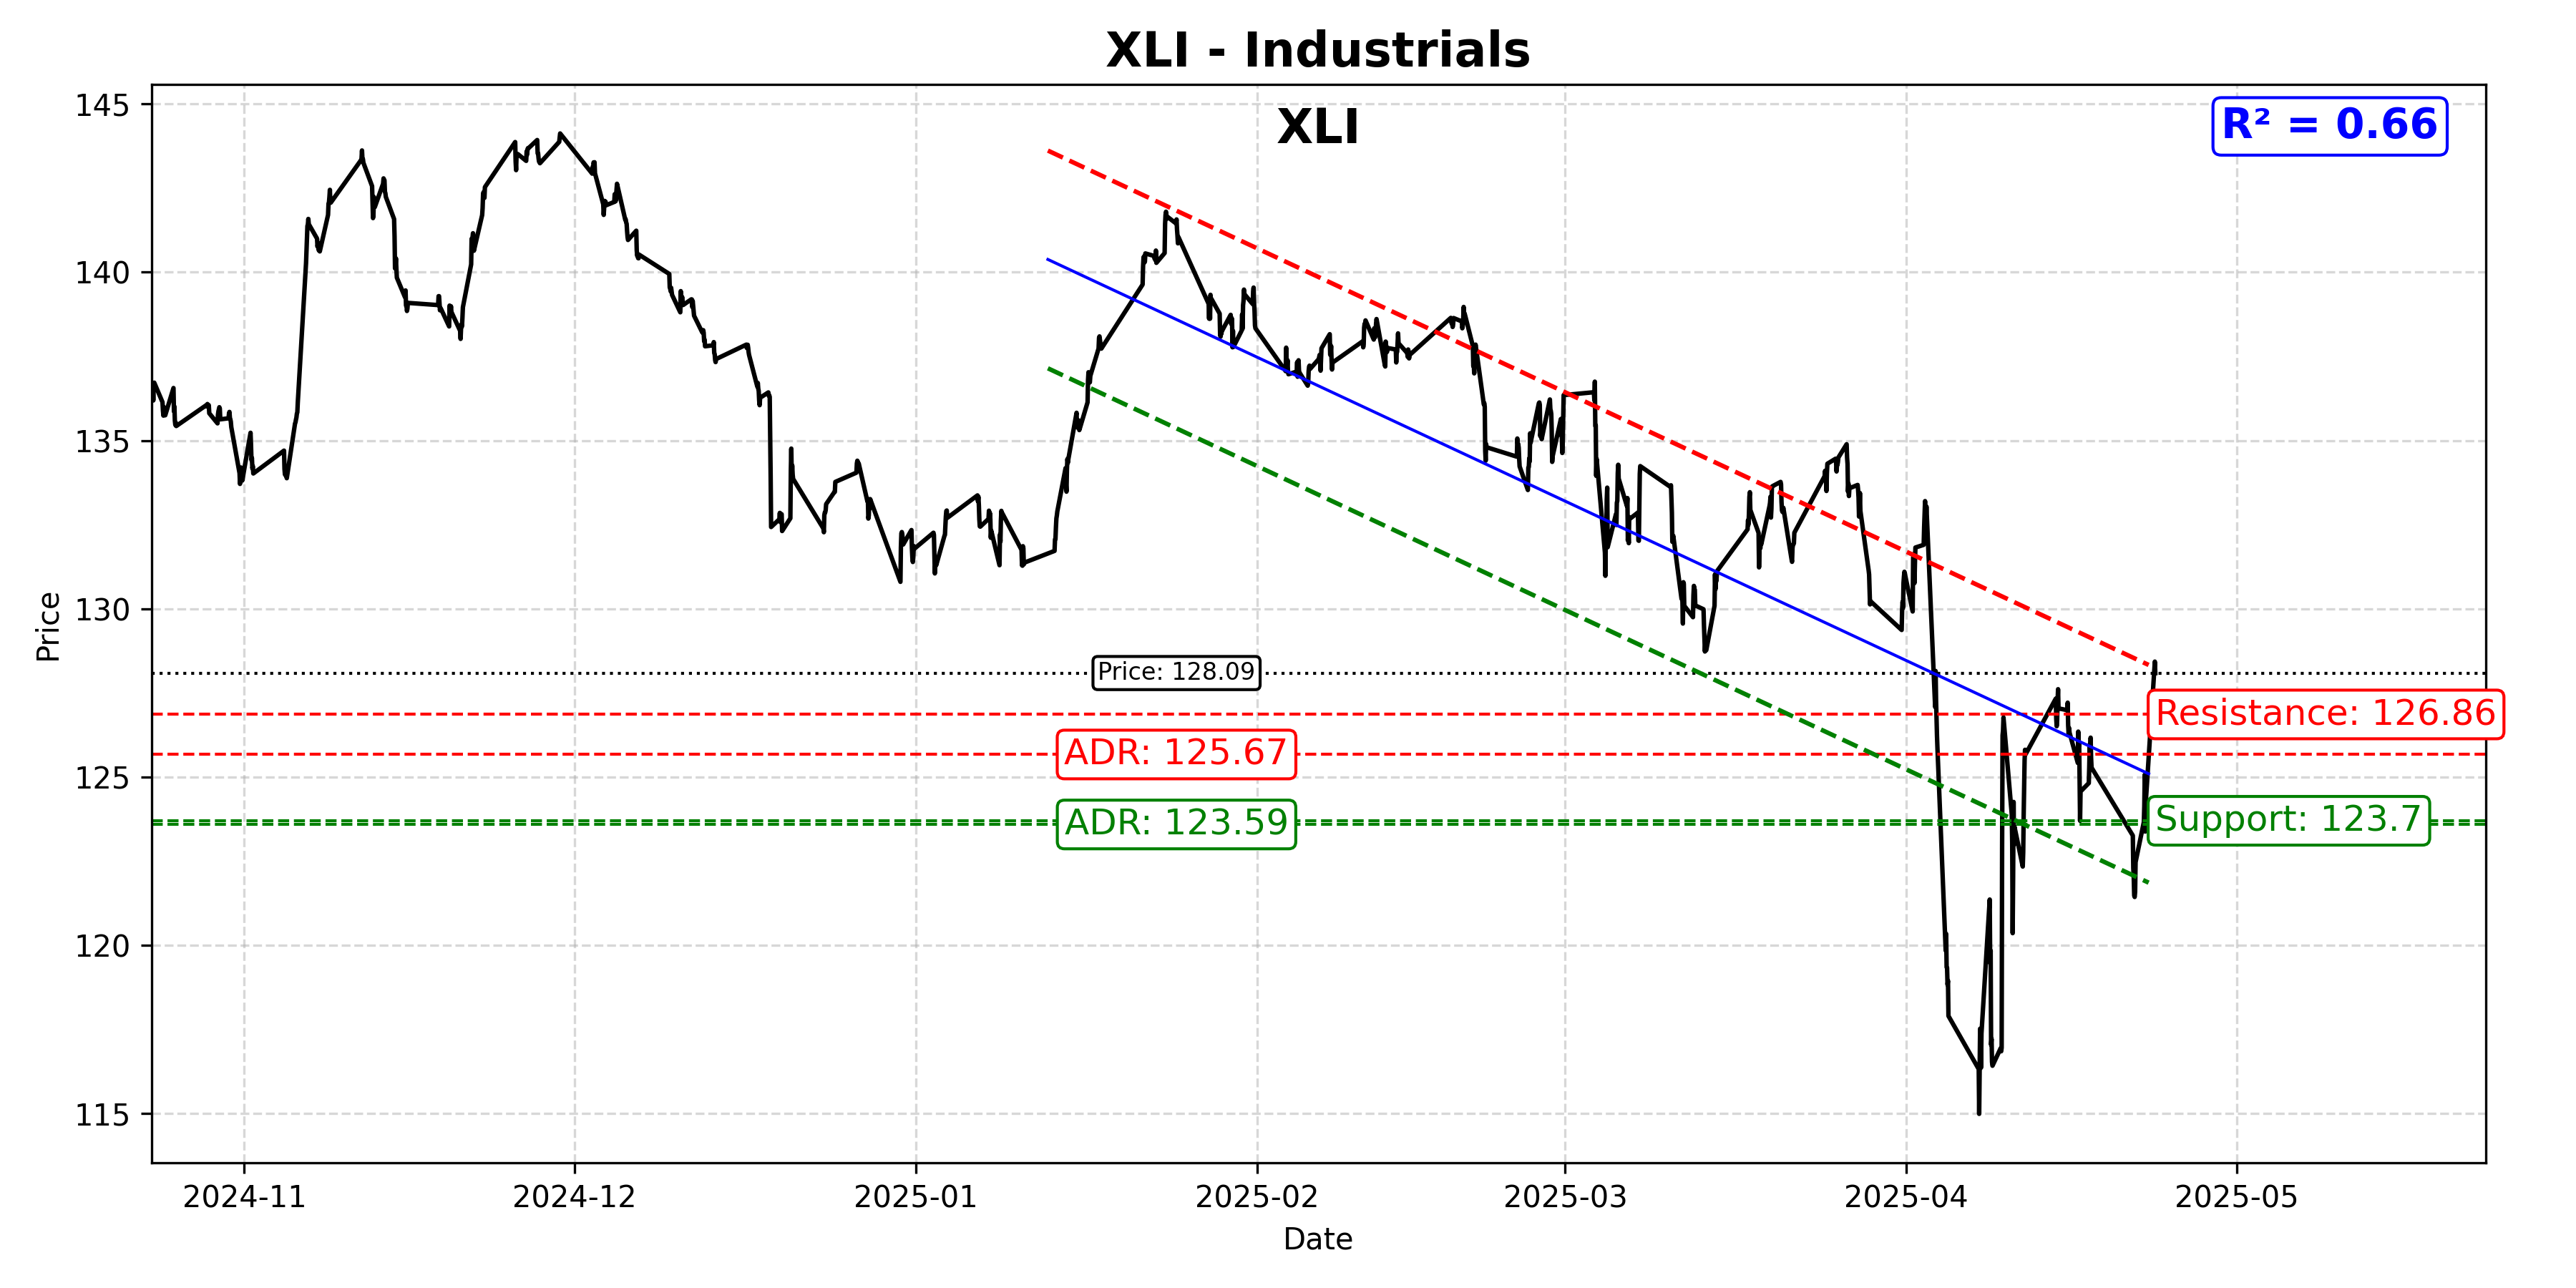 XLI - Industrials
XLI
R² = 0.66
145
140
135
130
125
120
115
Price
Price: 128.09
Resistance: 126.86
ADR: 125.67
ADR: 123.59
Support: 123.7
2024-11
2024-12
2025-01
2025-02
2025-03
2025-04
2025-05
Date